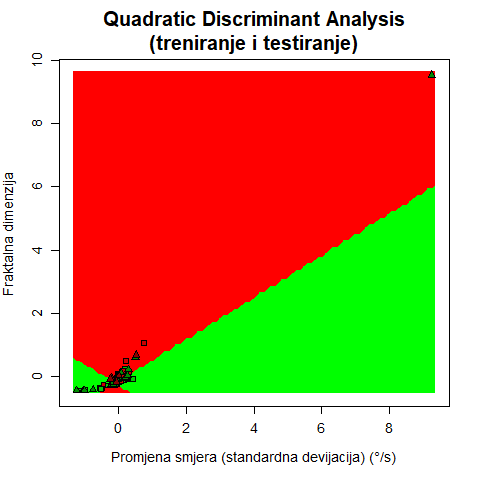 Quadratic Discriminant Analysis
(treniranje i testiranje)
10
8
6
4
2
0
Fraktalna dimenzija
0 2 4 6 8
Promjena smjera (standardna devijacija) (°/s)